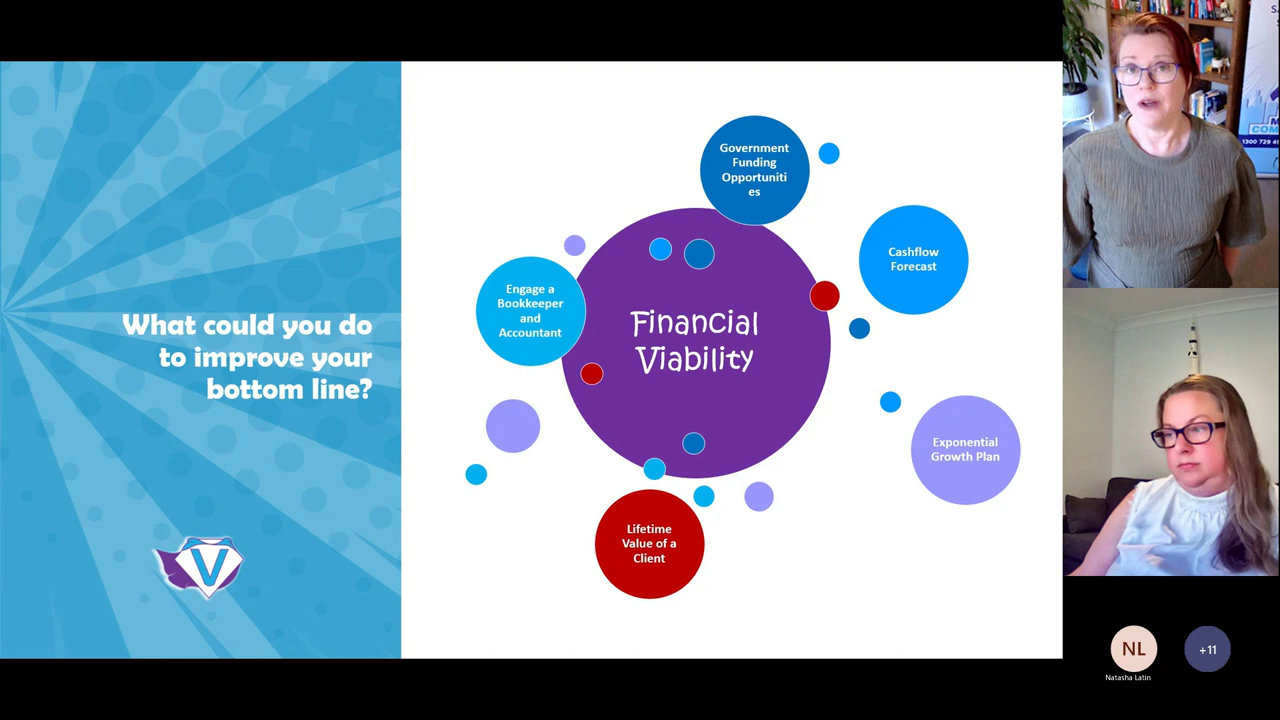 What could you do
to improve your
bottom line?
V
Government
Funding
Opportuniti
es
Cashflow
Forecast
Engage a
Bookkeeper
and
Accountant
Financial
Viability
Exponential
Growth Plan
Lifetime
Value of a
Client
NL
+11
Natasha Latin